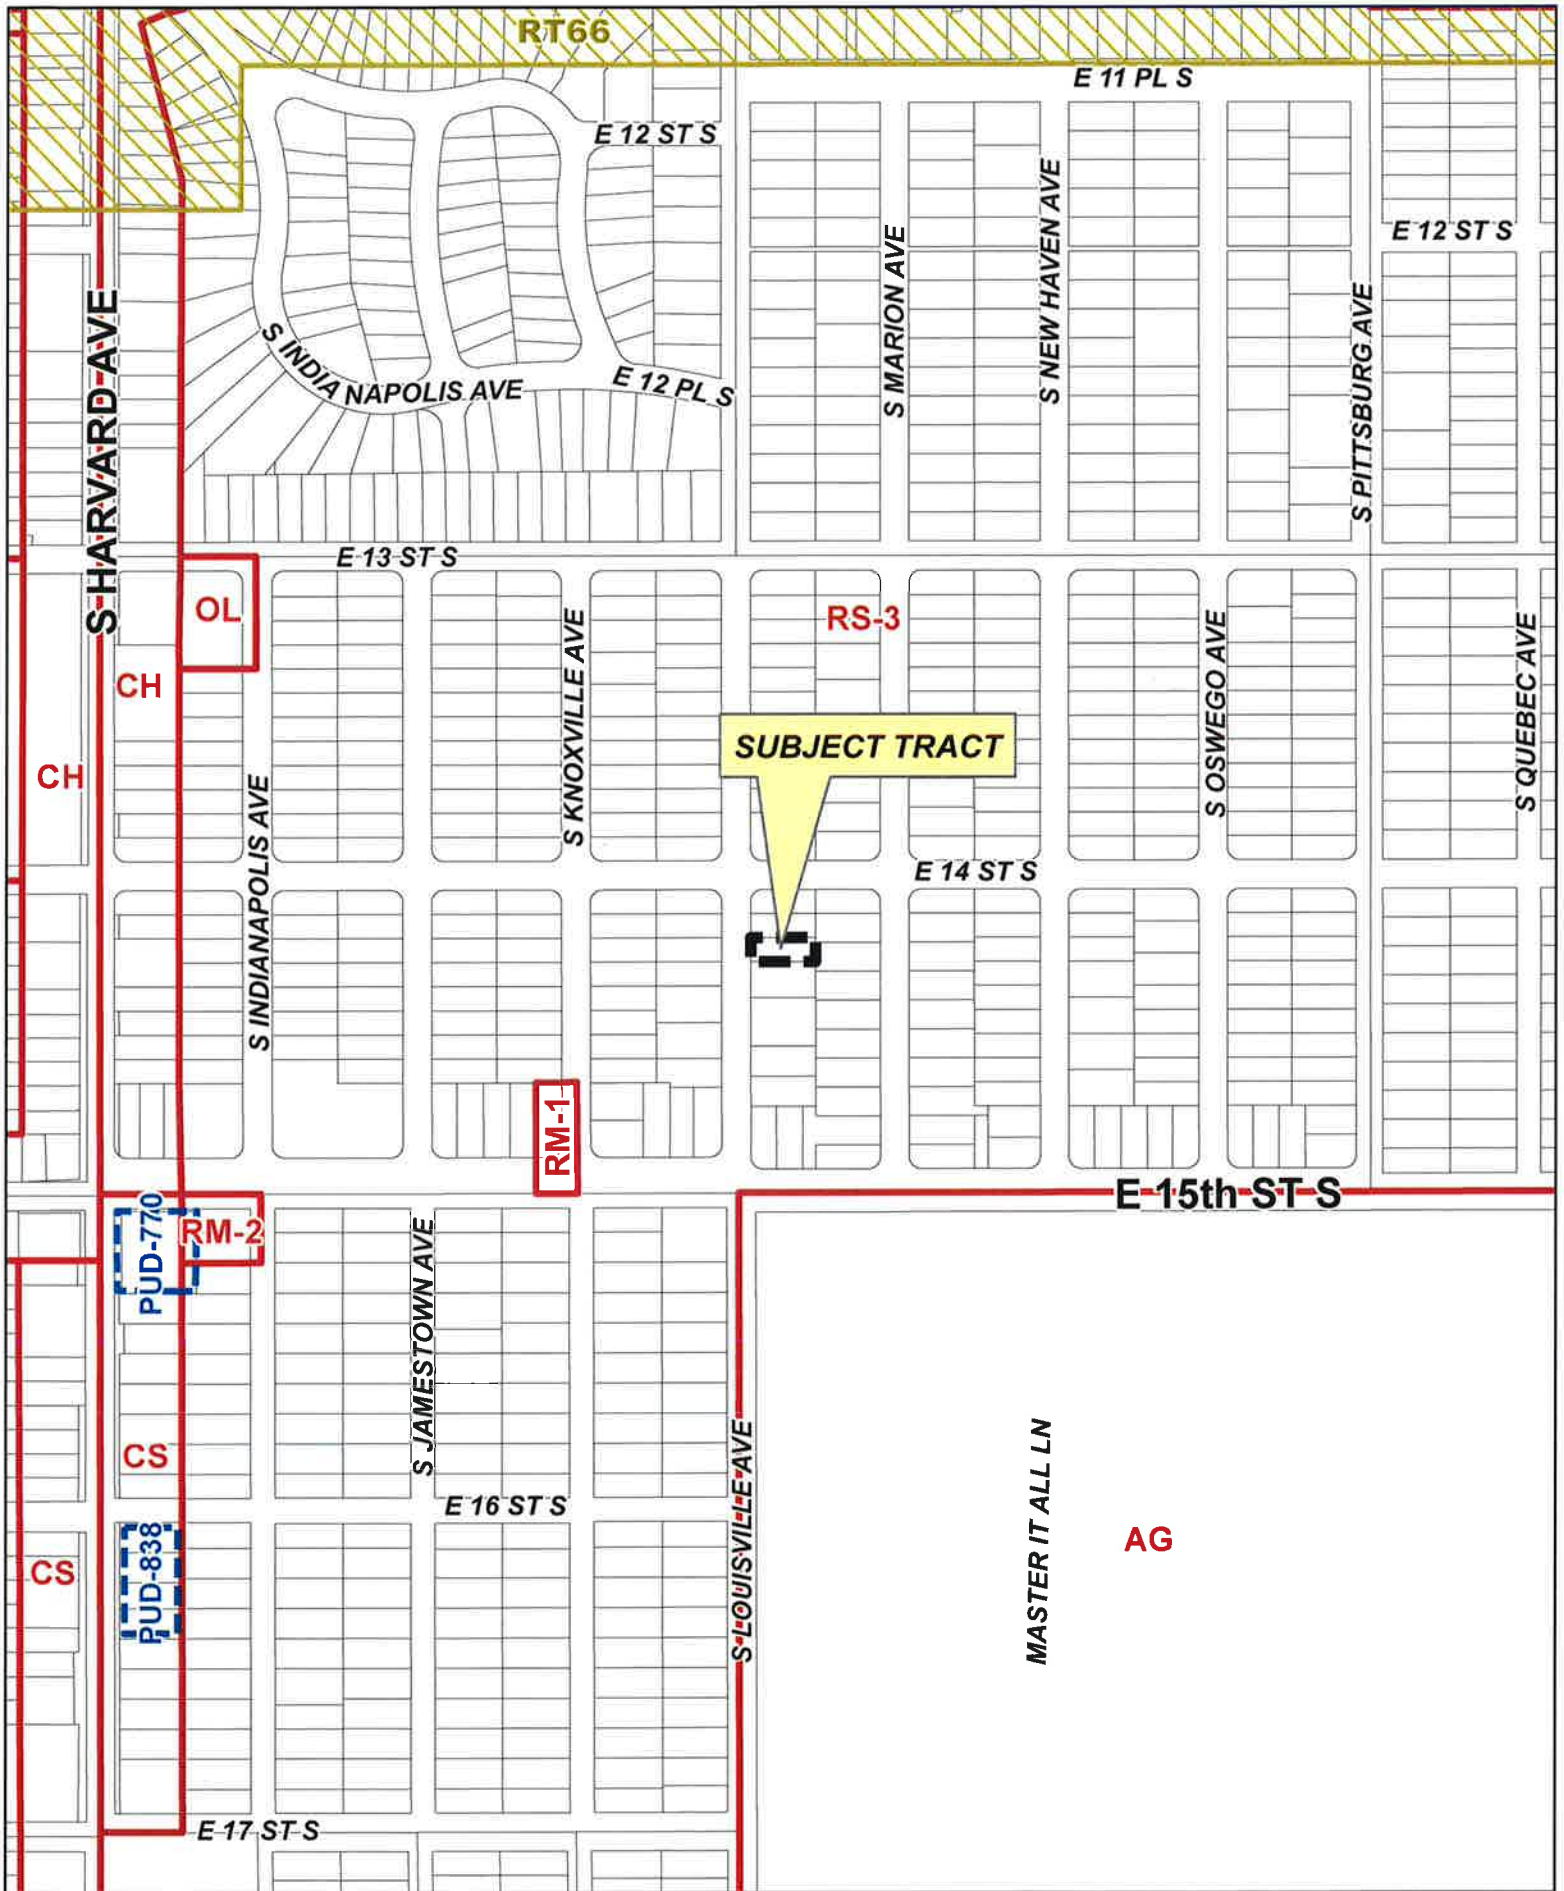 RT66
E 11 PL S
E 12 ST S
E 12 ST S
S MARION AVE
S NEW HAVEN AVE
S PITTSBURG AVE
S HARVARD AVE
S INDIANAPOLIS AVE
E 12 PL S
E 13 ST S
OL
RS-3
CH
CH
S KNOXVILLE AVE
S OSWEGO AVE
S QUEBEC AVE
SUBJECT TRACT
S INDIANAPOLIS AVE
E 14 ST S
RM-1
E 15th ST S
PUD-770
RM-2
S JAMESTOWN AVE
CS
E 16 ST S
S LOUISVILLE AVE
MASTER IT ALL LN
AG
CS
PUD-838
E 17 ST S